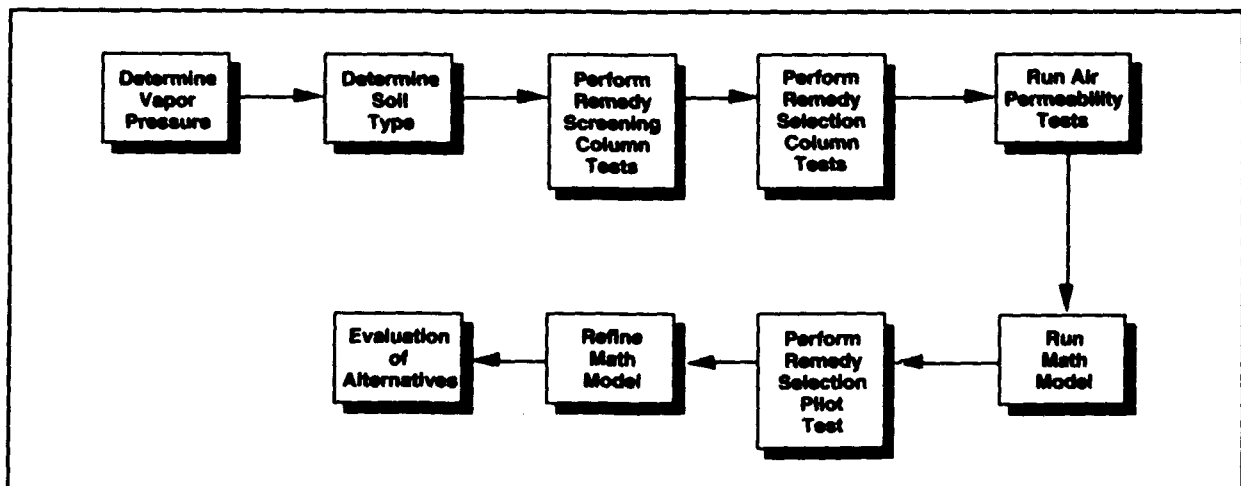 Determine
Vapor
Pressure
Determine
Soil
Type
Perform
Remedy
Screening
Column
Tests
Perform
Remedy
Selection
Column
Tests
Run Air
Permeability
Tests
Run
Math
Model
Perform
Remedy
Selection
Pilot
Test
Refine
Math
Model
Evaluation
of
Alternatives